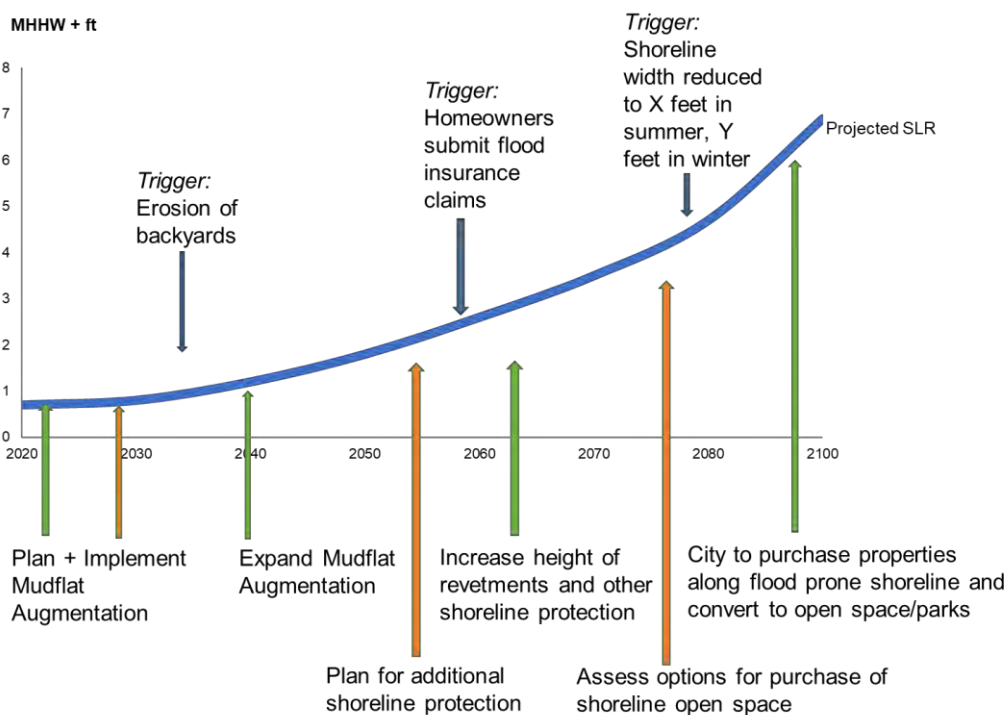 MHHW + ft
8
7
6
5
4
3
2
1
0
2020
2030
2040
2050
2060
2070
2080
2100
Projected SLR
Trigger:
Erosion of
backyards
Trigger:
Homeowners
submit flood
insurance
claims
Trigger:
Shoreline
width reduced
to X feet in
summer, Y
feet in winter
Plan + Implement
Mudflat
Augmentation
Expand Mudflat
Augmentation
Plan for additional
shoreline protection
Increase height of
revetments and other
shoreline protection
Assess options for purchase of
shoreline open space
City to purchase properties
along flood prone shoreline and
convert to open space/parks